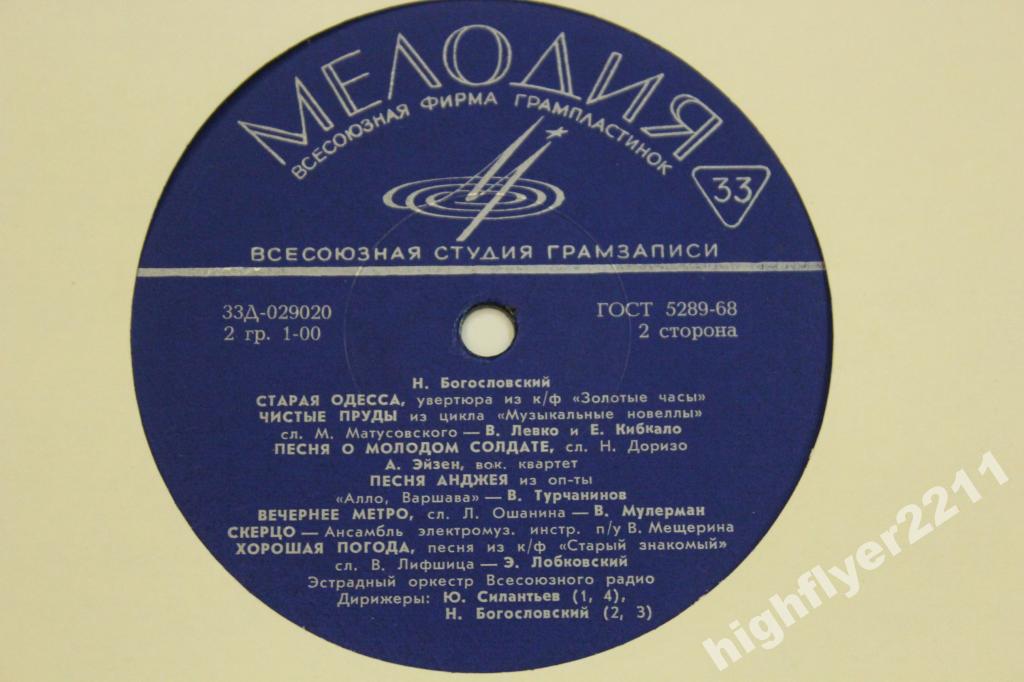 МЕЛОДИЯ
ВСЕСОЮЗНАЯ ФИРМА ГРАМПЛАСТИНОК
33
ВСЕСОЮЗНАЯ СТУДИЯ ГРАМЗАПИСИ
33Д-029020 ГОСТ 5289-68
2 гр. 1-00 2 сторона
Н. Богословский
СТАРАЯ ОДЕССА, увертюра из к/ф «Золотые часы»
ЧИСТЫЕ ПРУДЫ из цикла «Музыкальные новеллы»
сл. М. Матусовского — В. Левко и Е. Кибкало
ПЕСНЯ О МОЛОДОМ СОЛДАТЕ, сл. Н. Доризо
А. Эйзен, вок. квартет
ПЕСНЯ АНДЖЕЯ из оп-ты
«Алло, Варшава» — В. Турчанинов
ВЕЧЕРНЕЕ МЕТРО, сл. Л. Ошанина — В. Мулерман
СКЕРЦО — Ансамбль электромуз. инстр. п/у В. Мещерина
ХОРОШАЯ ПОГОДА, песня из к/ф «Старый знакомый»
сл. В. Лифшица — Э. Лобковский
Эстрадный оркестр Всесоюзного радио
Дирижеры: Ю. Силантьев (1, 4),
Н. Богословский (2, 3)
highflyer2211